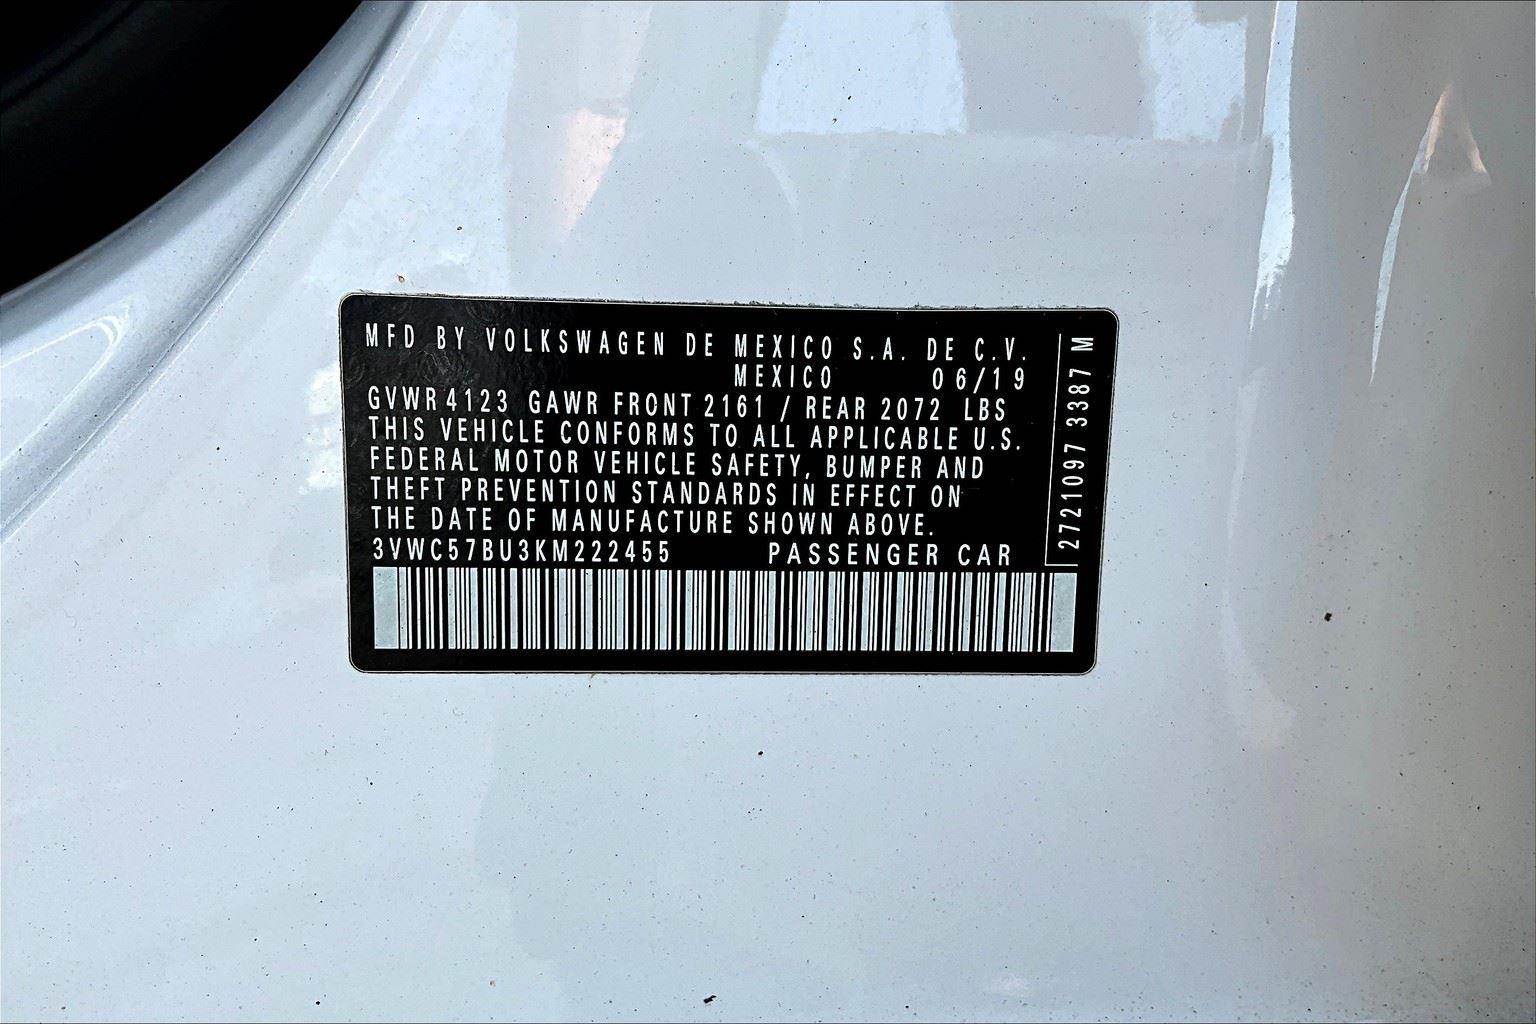 MFD BY VOLKSWAGEN DE MEXICO S.A. DE C.V.
MEXICO 06/19
GVWR 4123 GAWR FRONT 2161 / REAR 2072 LBS
THIS VEHICLE CONFORMS TO ALL APPLICABLE U.S.
FEDERAL MOTOR VEHICLE SAFETY, BUMPER AND
THEFT PREVENTION STANDARDS IN EFFECT ON
THE DATE OF MANUFACTURE SHOWN ABOVE.
3VWC57BU3KM222455 PASSENGER CAR
2721097 3387 M